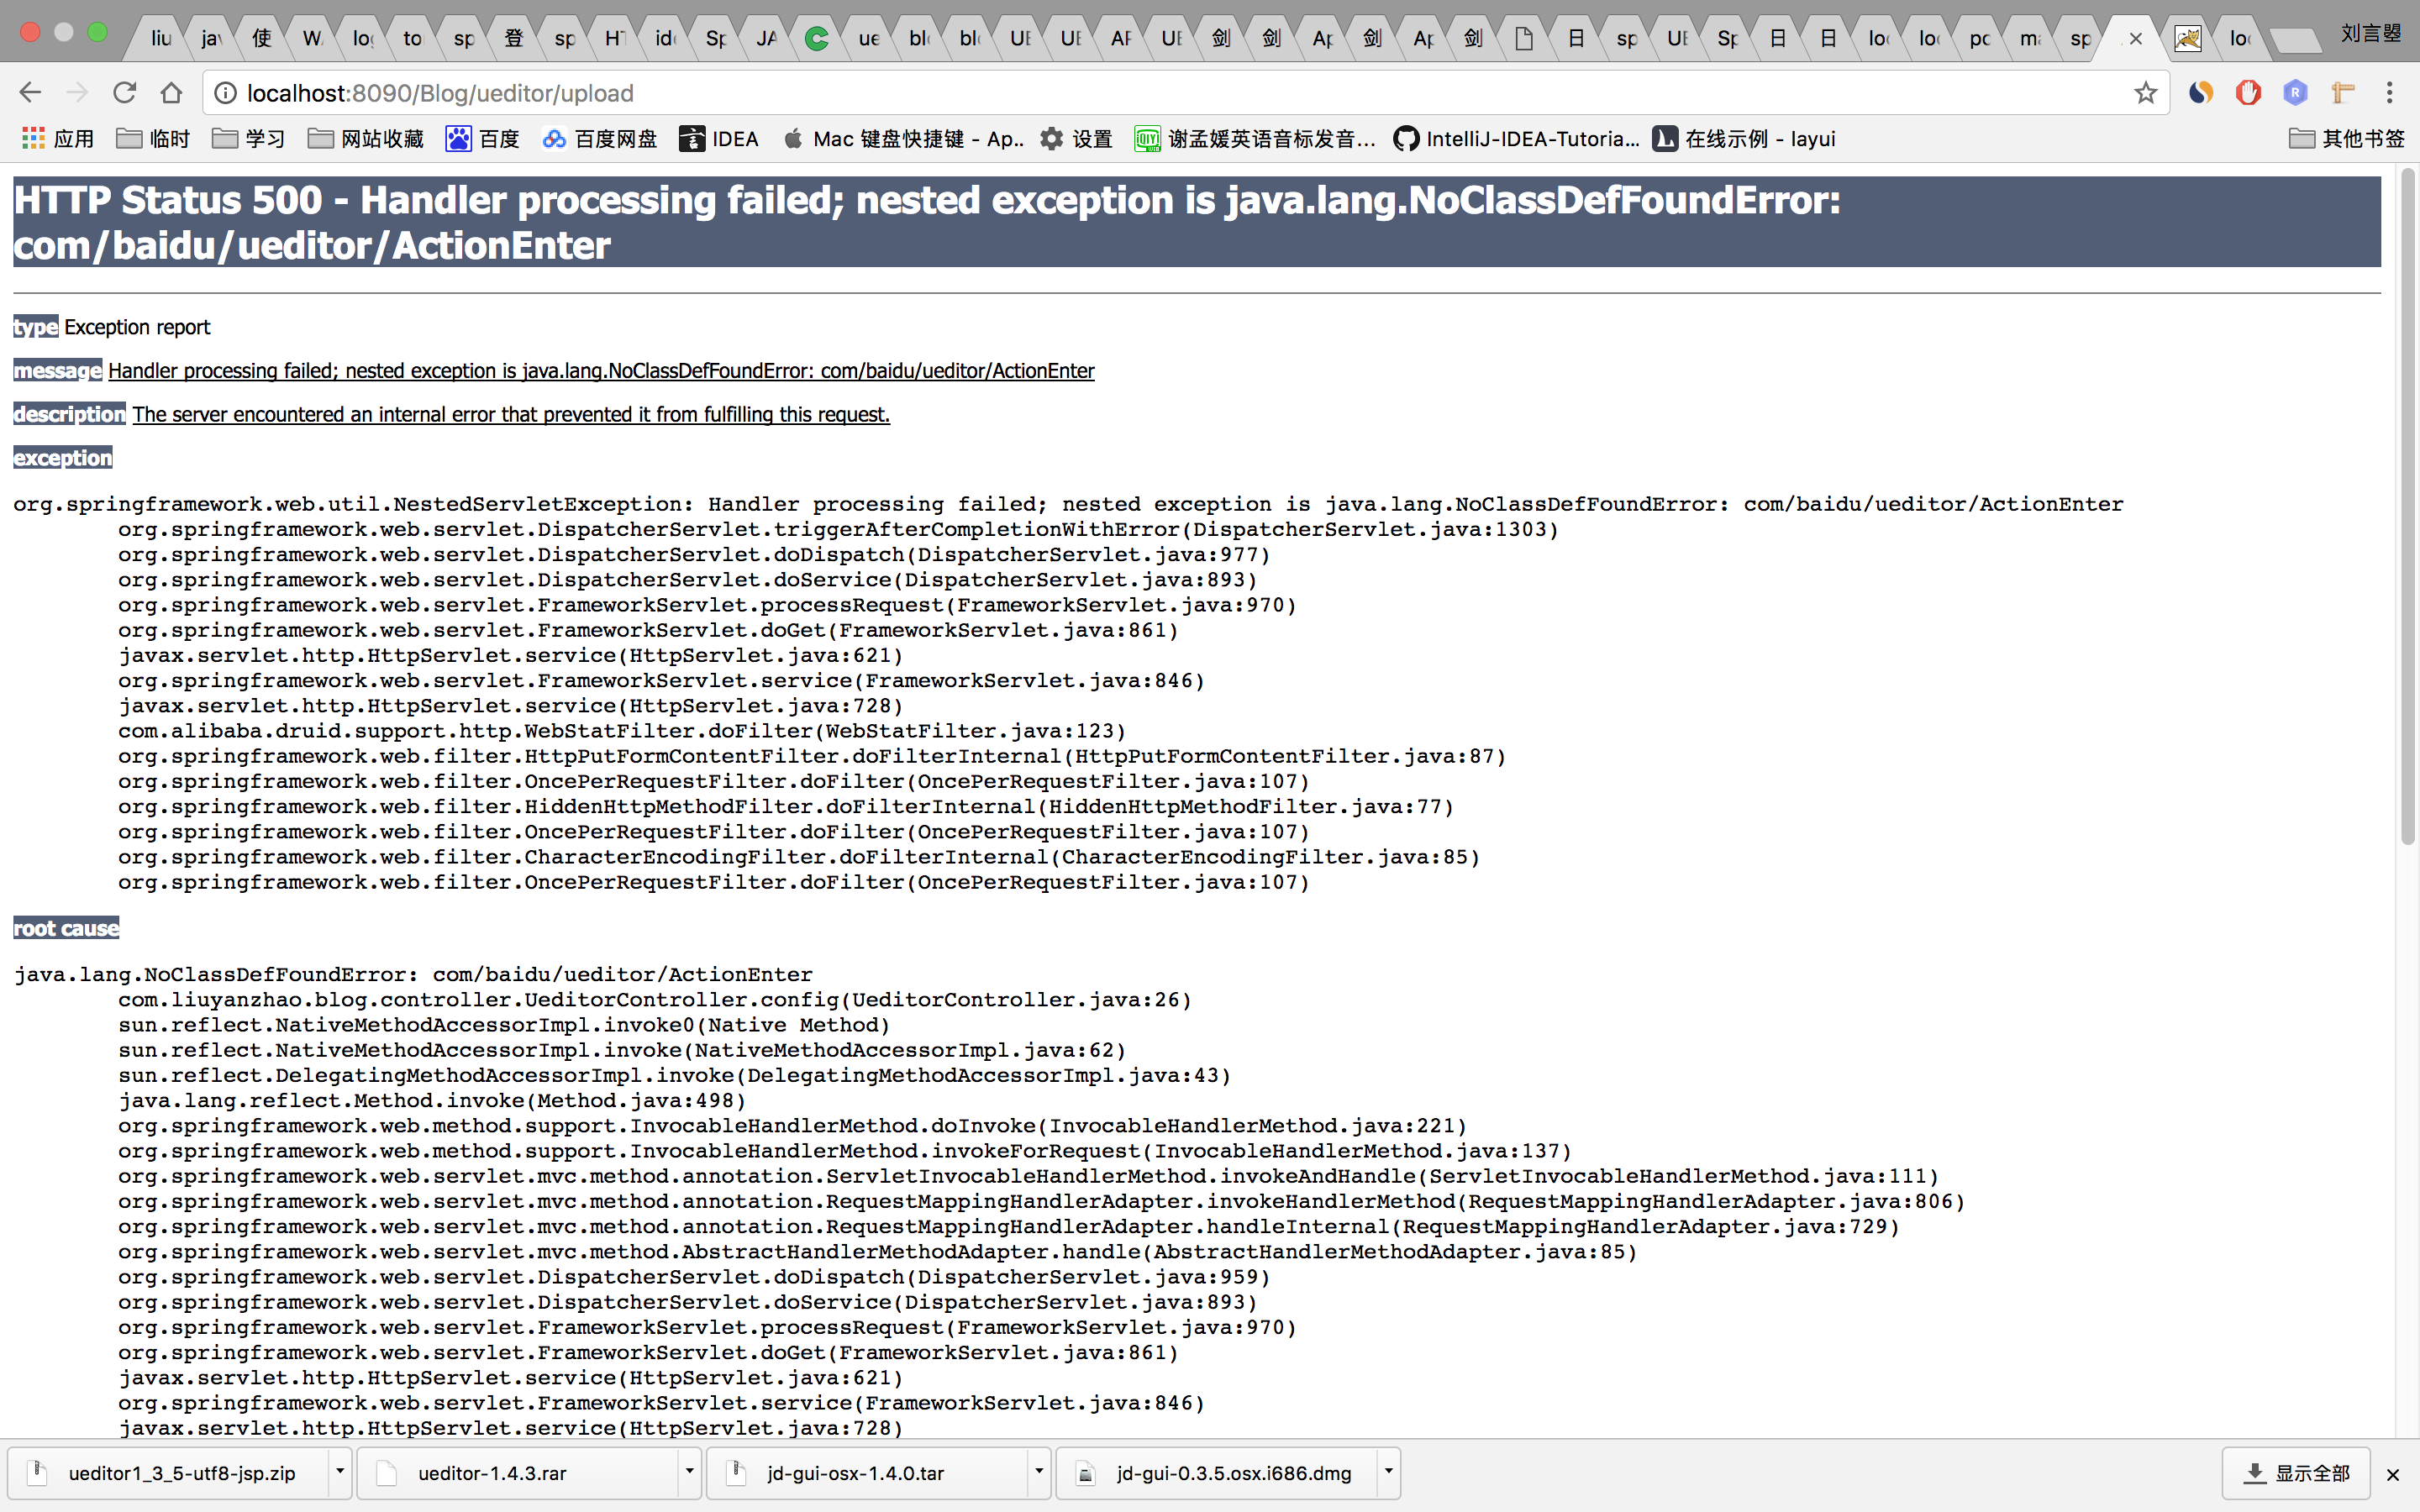 liu jav 使 W log to sp 登 sp HT ide Sp JA ue blo blo UE UE AF UE 剑 剑 Ap 剑 Ap 剑 日 sp UE Sp 日 日 loc loc po ma sp loc 刘言曌
localhost:8090/Blog/ueditor/upload
应用 临时 学习 网站收藏 百度 百度网盘 IDEA Mac 键盘快捷键 - Ap... 设置 谢孟媛英语音标发音... IntelliJ-IDEA-Tutoria... 在线示例 - layui 其他书签
HTTP Status 500 - Handler processing failed; nested exception is java.lang.NoClassDefFoundError:
com/baidu/ueditor/ActionEnter
type Exception report
message Handler processing failed; nested exception is java.lang.NoClassDefFoundError: com/baidu/ueditor/ActionEnter
description The server encountered an internal error that prevented it from fulfilling this request.
exception
org.springframework.web.util.NestedServletException: Handler processing failed; nested exception is java.lang.NoClassDefFoundError: com/baidu/ueditor/ActionEnter
org.springframework.web.servlet.DispatcherServlet.triggerAfterCompletionWithError(DispatcherServlet.java:1303)
org.springframework.web.servlet.DispatcherServlet.doDispatch(DispatcherServlet.java:977)
org.springframework.web.servlet.DispatcherServlet.doService(DispatcherServlet.java:893)
org.springframework.web.servlet.FrameworkServlet.processRequest(FrameworkServlet.java:970)
org.springframework.web.servlet.FrameworkServlet.doGet(FrameworkServlet.java:861)
javax.servlet.http.HttpServlet.service(HttpServlet.java:621)
org.springframework.web.servlet.FrameworkServlet.service(FrameworkServlet.java:846)
javax.servlet.http.HttpServlet.service(HttpServlet.java:728)
com.alibaba.druid.support.http.WebStatFilter.doFilter(WebStatFilter.java:123)
org.springframework.web.filter.HttpPutFormContentFilter.doFilterInternal(HttpPutFormContentFilter.java:87)
org.springframework.web.filter.OncePerRequestFilter.doFilter(OncePerRequestFilter.java:107)
org.springframework.web.filter.HiddenHttpMethodFilter.doFilterInternal(HiddenHttpMethodFilter.java:77)
org.springframework.web.filter.OncePerRequestFilter.doFilter(OncePerRequestFilter.java:107)
org.springframework.web.filter.CharacterEncodingFilter.doFilterInternal(CharacterEncodingFilter.java:85)
org.springframework.web.filter.OncePerRequestFilter.doFilter(OncePerRequestFilter.java:107)
root cause
java.lang.NoClassDefFoundError: com/baidu/ueditor/ActionEnter
com.liuyanzhao.blog.controller.UeditorController.config(UeditorController.java:26)
sun.reflect.NativeMethodAccessorImpl.invoke0(Native Method)
sun.reflect.NativeMethodAccessorImpl.invoke(NativeMethodAccessorImpl.java:62)
sun.reflect.DelegatingMethodAccessorImpl.invoke(DelegatingMethodAccessorImpl.java:43)
java.lang.reflect.Method.invoke(Method.java:498)
org.springframework.web.method.support.InvocableHandlerMethod.doInvoke(InvocableHandlerMethod.java:221)
org.springframework.web.method.support.InvocableHandlerMethod.invokeForRequest(InvocableHandlerMethod.java:137)
org.springframework.web.servlet.mvc.method.annotation.ServletInvocableHandlerMethod.invokeAndHandle(ServletInvocableHandlerMethod.java:111)
org.springframework.web.servlet.mvc.method.annotation.RequestMappingHandlerAdapter.invokeHandlerMethod(RequestMappingHandlerAdapter.java:806)
org.springframework.web.servlet.mvc.method.annotation.RequestMappingHandlerAdapter.handleInternal(RequestMappingHandlerAdapter.java:729)
org.springframework.web.servlet.mvc.method.AbstractHandlerMethodAdapter.handle(AbstractHandlerMethodAdapter.java:85)
org.springframework.web.servlet.DispatcherServlet.doDispatch(DispatcherServlet.java:959)
org.springframework.web.servlet.DispatcherServlet.doService(DispatcherServlet.java:893)
org.springframework.web.servlet.FrameworkServlet.processRequest(FrameworkServlet.java:970)
org.springframework.web.servlet.FrameworkServlet.doGet(FrameworkServlet.java:861)
javax.servlet.http.HttpServlet.service(HttpServlet.java:621)
org.springframework.web.servlet.FrameworkServlet.service(FrameworkServlet.java:846)
javax.servlet.http.HttpServlet.service(HttpServlet.java:728)
ueditor1_3_5-utf8-jsp.zip ueditor-1.4.3.rar jd-gui-osx-1.4.0.tar jd-gui-0.3.5.osx.i686.dmg 显示全部